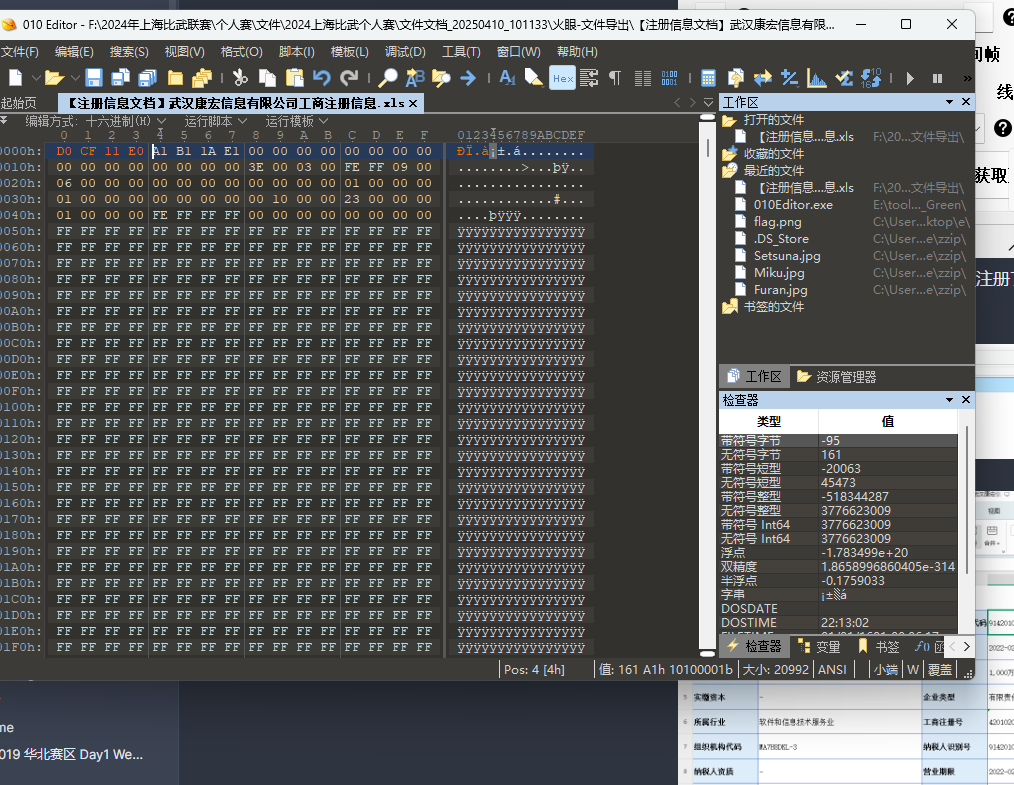 010 Editor - F:\2024年上海比武联赛\个人赛\文件\2024上海比武个人赛\文件文档_20250410_101133\火眼-文件导出\【注册信息文档】武汉康宏信息有限...
文件(F) 编辑(E) 搜索(S) 视图(V) 格式(O) 脚本(I) 模板(L) 调试(D) 工具(T) 窗口(W) 帮助(H)
起始页 【注册信息文档】武汉康宏信息有限公司工商注册信息.xls ×
编辑方式: 十六进制(H) 运行脚本 运行模板
0 1 2 3 4 5 6 7 8 9 A B C D E F 0123456789ABCDEF
0000h: D0 CF 11 E0 A1 B1 1A E1 00 00 00 00 00 00 00 00 ÐÏ.à¡±.á........
0010h: 00 00 00 00 00 00 00 00 3E 00 03 00 FE FF 09 00 ........>...þÿ..
0020h: 06 00 00 00 00 00 00 00 00 00 00 00 01 00 00 00 ................
0030h: 01 00 00 00 00 00 00 00 00 10 00 00 23 00 00 00 ............#...
0040h: 01 00 00 00 FE FF FF FF 00 00 00 00 00 00 00 00 ....þÿÿÿ........
0050h: FF FF FF FF FF FF FF FF FF FF FF FF FF FF FF FF ÿÿÿÿÿÿÿÿÿÿÿÿÿÿÿÿ
0060h: FF FF FF FF FF FF FF FF FF FF FF FF FF FF FF FF ÿÿÿÿÿÿÿÿÿÿÿÿÿÿÿÿ
0070h: FF FF FF FF FF FF FF FF FF FF FF FF FF FF FF FF ÿÿÿÿÿÿÿÿÿÿÿÿÿÿÿÿ
0080h: FF FF FF FF FF FF FF FF FF FF FF FF FF FF FF FF ÿÿÿÿÿÿÿÿÿÿÿÿÿÿÿÿ
0090h: FF FF FF FF FF FF FF FF FF FF FF FF FF FF FF FF ÿÿÿÿÿÿÿÿÿÿÿÿÿÿÿÿ
00A0h: FF FF FF FF FF FF FF FF FF FF FF FF FF FF FF FF ÿÿÿÿÿÿÿÿÿÿÿÿÿÿÿÿ
00B0h: FF FF FF FF FF FF FF FF FF FF FF FF FF FF FF FF ÿÿÿÿÿÿÿÿÿÿÿÿÿÿÿÿ
00C0h: FF FF FF FF FF FF FF FF FF FF FF FF FF FF FF FF ÿÿÿÿÿÿÿÿÿÿÿÿÿÿÿÿ
00D0h: FF FF FF FF FF FF FF FF FF FF FF FF FF FF FF FF ÿÿÿÿÿÿÿÿÿÿÿÿÿÿÿÿ
00E0h: FF FF FF FF FF FF FF FF FF FF FF FF FF FF FF FF ÿÿÿÿÿÿÿÿÿÿÿÿÿÿÿÿ
00F0h: FF FF FF FF FF FF FF FF FF FF FF FF FF FF FF FF ÿÿÿÿÿÿÿÿÿÿÿÿÿÿÿÿ
0100h: FF FF FF FF FF FF FF FF FF FF FF FF FF FF FF FF ÿÿÿÿÿÿÿÿÿÿÿÿÿÿÿÿ
0110h: FF FF FF FF FF FF FF FF FF FF FF FF FF FF FF FF ÿÿÿÿÿÿÿÿÿÿÿÿÿÿÿÿ
0120h: FF FF FF FF FF FF FF FF FF FF FF FF FF FF FF FF ÿÿÿÿÿÿÿÿÿÿÿÿÿÿÿÿ
0130h: FF FF FF FF FF FF FF FF FF FF FF FF FF FF FF FF ÿÿÿÿÿÿÿÿÿÿÿÿÿÿÿÿ
0140h: FF FF FF FF FF FF FF FF FF FF FF FF FF FF FF FF ÿÿÿÿÿÿÿÿÿÿÿÿÿÿÿÿ
0150h: FF FF FF FF FF FF FF FF FF FF FF FF FF FF FF FF ÿÿÿÿÿÿÿÿÿÿÿÿÿÿÿÿ
0160h: FF FF FF FF FF FF FF FF FF FF FF FF FF FF FF FF ÿÿÿÿÿÿÿÿÿÿÿÿÿÿÿÿ
0170h: FF FF FF FF FF FF FF FF FF FF FF FF FF FF FF FF ÿÿÿÿÿÿÿÿÿÿÿÿÿÿÿÿ
0180h: FF FF FF FF FF FF FF FF FF FF FF FF FF FF FF FF ÿÿÿÿÿÿÿÿÿÿÿÿÿÿÿÿ
0190h: FF FF FF FF FF FF FF FF FF FF FF FF FF FF FF FF ÿÿÿÿÿÿÿÿÿÿÿÿÿÿÿÿ
01A0h: FF FF FF FF FF FF FF FF FF FF FF FF FF FF FF FF ÿÿÿÿÿÿÿÿÿÿÿÿÿÿÿÿ
01B0h: FF FF FF FF FF FF FF FF FF FF FF FF FF FF FF FF ÿÿÿÿÿÿÿÿÿÿÿÿÿÿÿÿ
01C0h: FF FF FF FF FF FF FF FF FF FF FF FF FF FF FF FF ÿÿÿÿÿÿÿÿÿÿÿÿÿÿÿÿ
01D0h: FF FF FF FF FF FF FF FF FF FF FF FF FF FF FF FF ÿÿÿÿÿÿÿÿÿÿÿÿÿÿÿÿ
01E0h: FF FF FF FF FF FF FF FF FF FF FF FF FF FF FF FF ÿÿÿÿÿÿÿÿÿÿÿÿÿÿÿÿ
01F0h: FF FF FF FF FF FF FF FF FF FF FF FF FF FF FF FF ÿÿÿÿÿÿÿÿÿÿÿÿÿÿÿÿ
工作区
打开的文件
【注册信息...息.xls F:\20...文件导出\
收藏的文件
最近的文件
【注册信息...息.xls F:\20...文件导出\
010Editor.exe E:\tool..._Green\
flag.png C:\User...ktop\e\
.DS_Store C:\User...e\zzip\
Setsuna.jpg C:\User...e\zzip\
Miku.jpg C:\User...e\zzip\
Furan.jpg C:\User...e\zzip\
书签的文件
工作区 资源管理器
检查器
类型 值
带符号字节 -95
无符号字节 161
带符号短型 -20063
无符号短型 45473
带符号整型 -518344287
无符号整型 3776623009
带符号 Int64 3776623009
无符号 Int64 3776623009
浮点 -1.783499e+20
双精度 1.8658996860405e-314
半浮点 -0.1759033
字串 ¡±▒á
DOSDATE
DOSTIME 22:13:02
检查器 变量 书签 f() 函
Pos: 4 [4h] 值: 161 A1h 10100001b 大小: 20992 ANSI 小端 W 覆盖
间帧
线
获取
注册
视图
合并
代码 914201
2022-02
1,000万
5 实缴资本 - 企业类型 有限责任
6 所属行业 软件和信息技术服务业 工商注册号 420102
7 组织机构代码 MA7BBDKL-3 纳税人识别号 914201
8 纳税人资质 - 营业期限 2022-02
me
019 华北赛区 Day1 We...